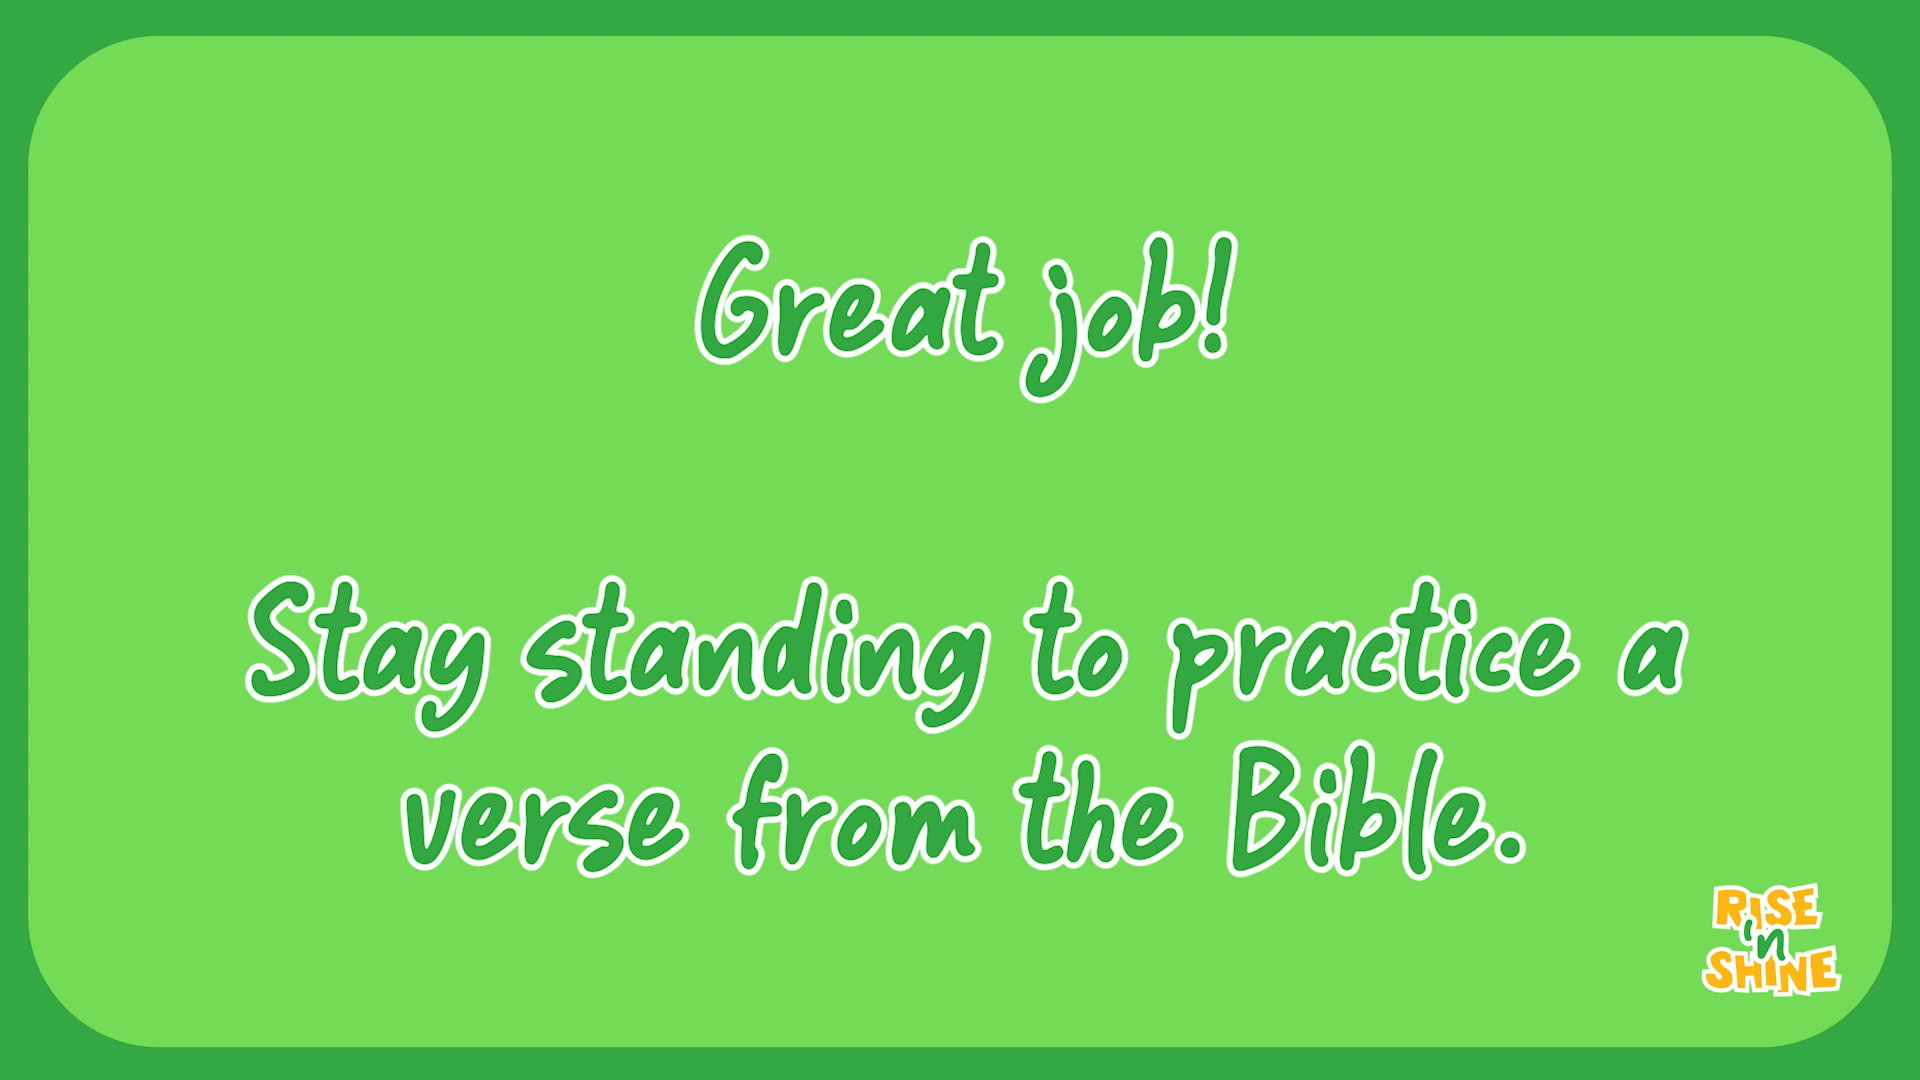 Great job!
Stay standing to practice a
verse from the Bible.
RISE
'n
SHINE